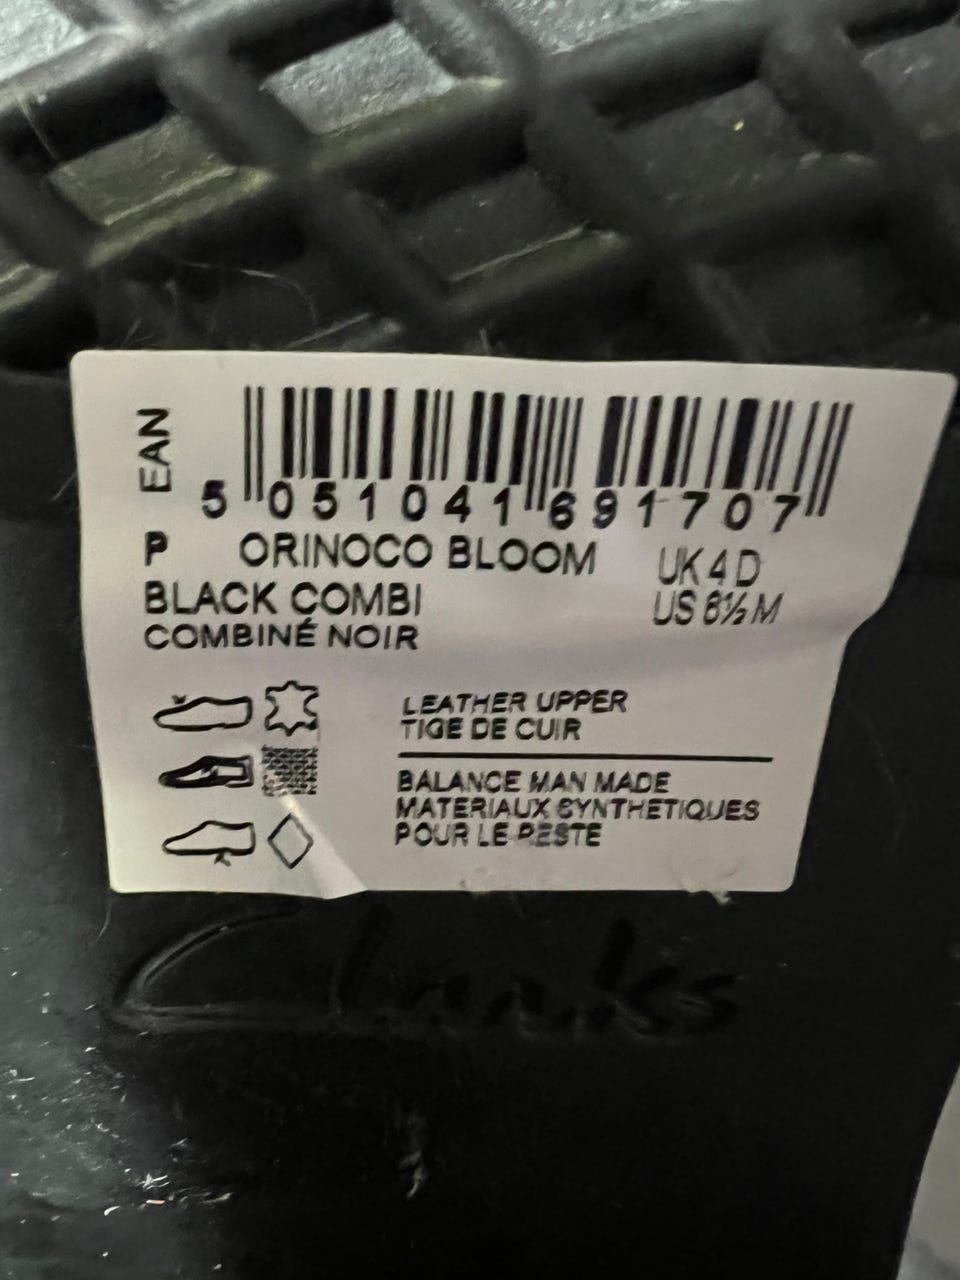 EAN
5 051041 691707
P ORINOCO BLOOM UK 4 D
BLACK COMBI US 6½ M
COMBINÉ NOIR
LEATHER UPPER
TIGE DE CUIR
BALANCE MAN MADE
MATERIAUX SYNTHETIQUES
POUR LE RESTE
Clarks